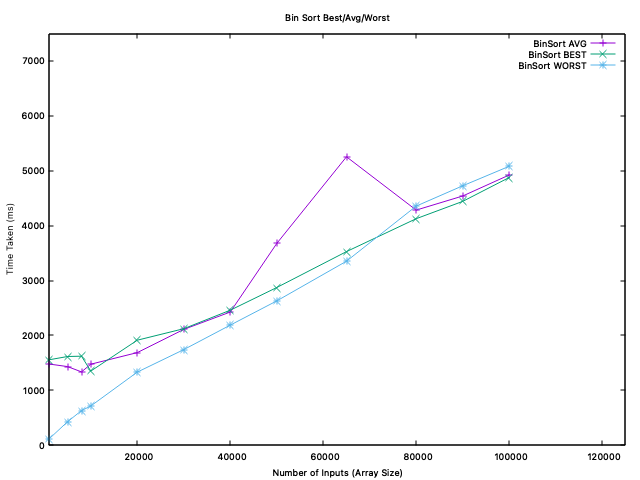 Bin Sort Best/Avg/Worst
BinSort AVG
BinSort BEST
BinSort WORST
7000
6000
5000
4000
3000
2000
1000
0
Time Taken (ms)
20000 40000 60000 80000 100000 120000
Number of Inputs (Array Size)